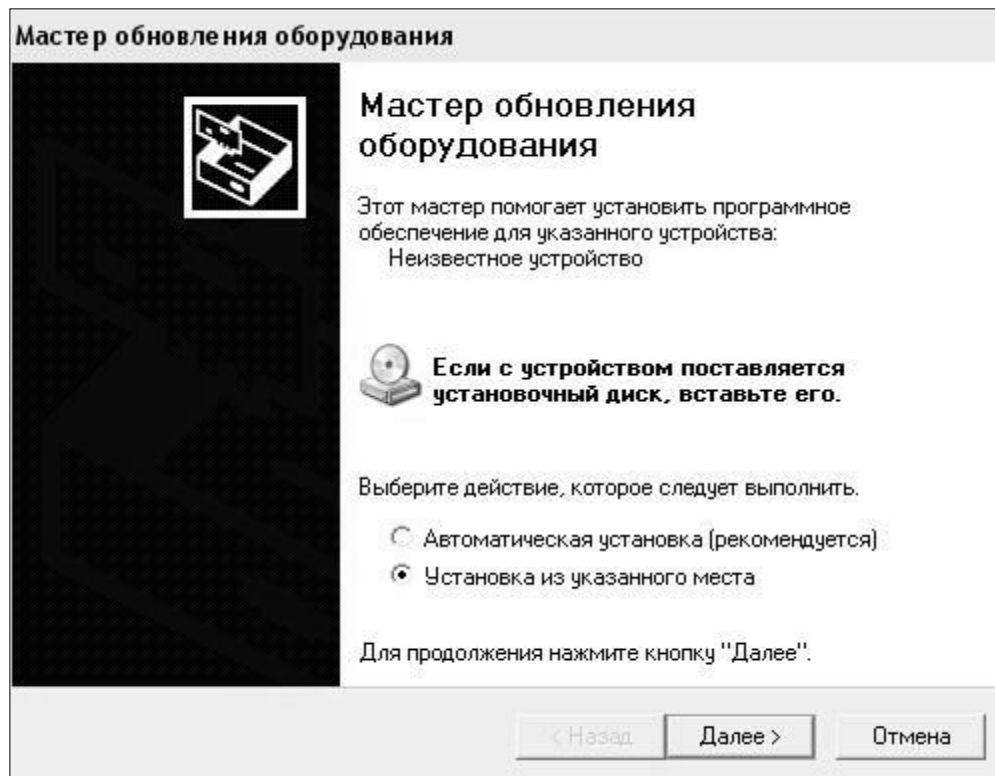 Мастер обновления оборудования
Мастер обновления
оборудования
Этот мастер помогает установить программное
обеспечение для указанного устройства:
Неизвестное устройство
Если с устройством поставляется
установочный диск, вставьте его.
Выберите действие, которое следует выполнить.
Автоматическая установка (рекомендуется)
Установка из указанного места
Для продолжения нажмите кнопку "Далее".
< Назад
Далее >
Отмена